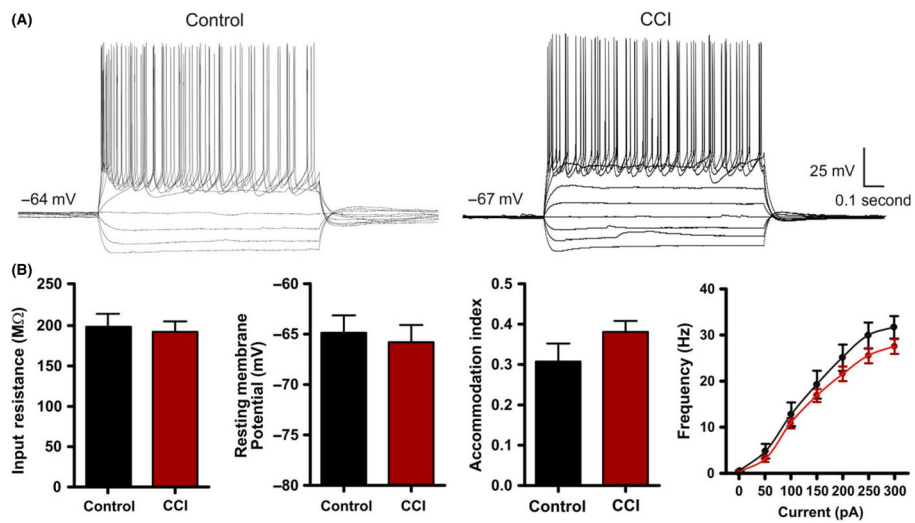 (A)
Control
CCI
–64 mV
–67 mV
25 mV
0.1 second
(B)
Input resistance (MΩ)
250
200
150
100
50
0
Control CCI
Resting membrane
Potential (mV)
–60
–65
–70
–75
–80
Control CCI
Accommodation index
0.5
0.4
0.3
0.2
0.1
0.0
Control CCI
Frequency (Hz)
40
30
20
10
0
0 50 100 150 200 250 300
Current (pA)